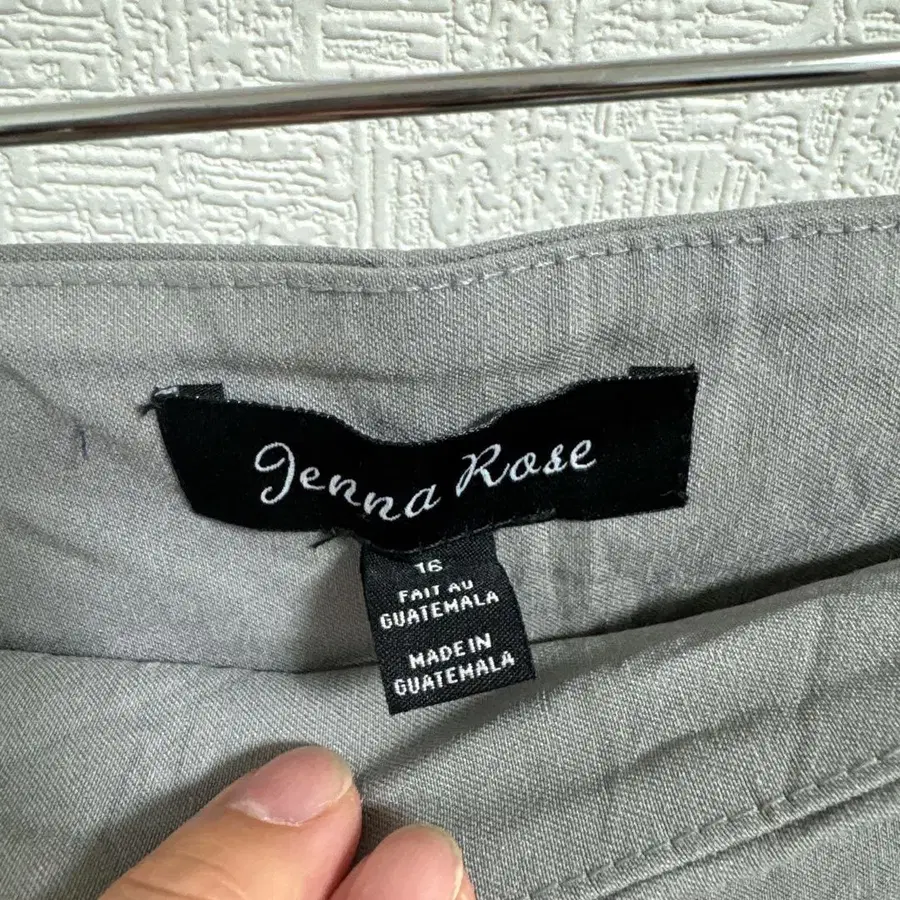 Jenna Rose
16
FAIT AU
GUATEMALA
MADE IN
GUATEMALA